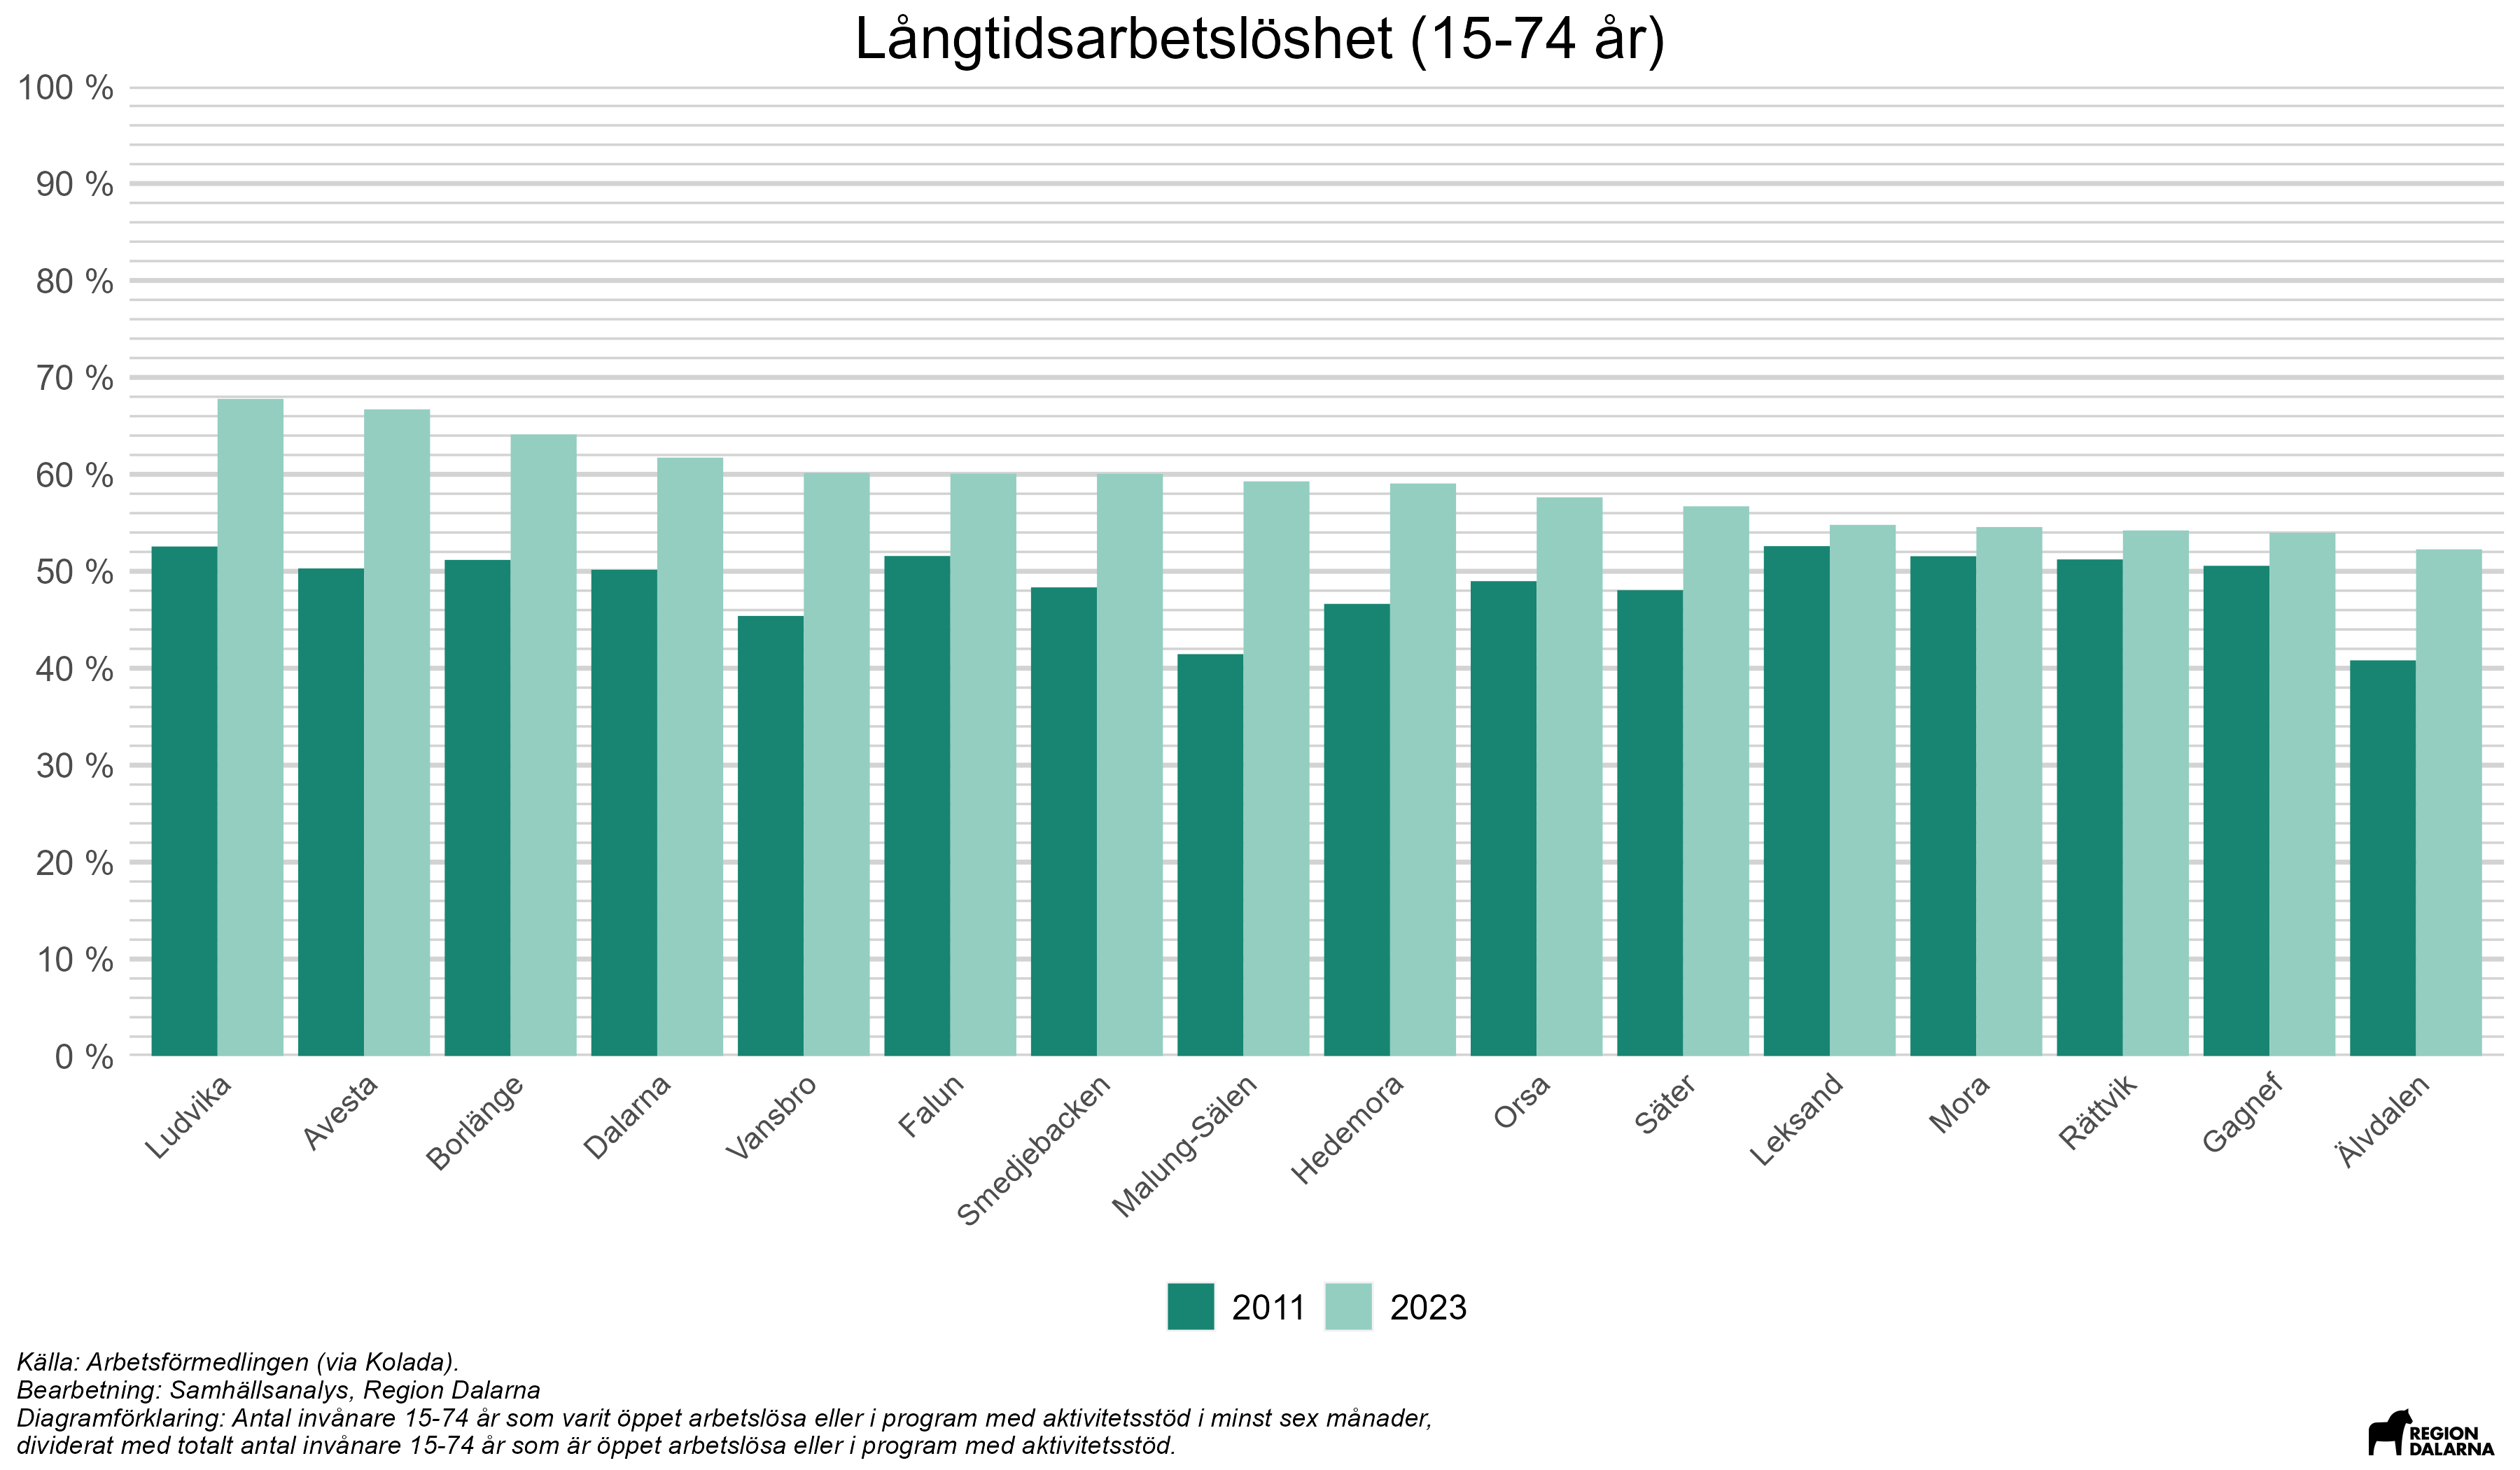 Långtidsarbetslöshet (15-74 år)
100 %
90 %
80 %
70 %
60 %
50 %
40 %
30 %
20 %
10 %
0 %
Ludvika
Avesta
Borlänge
Dalarna
Vansbro
Falun
Smedjebacken
Malung-Sälen
Hedemora
Orsa
Säter
Leksand
Mora
Rättvik
Gagnef
Älvdalen
2011 2023
Källa: Arbetsförmedlingen (via Kolada).
Bearbetning: Samhällsanalys, Region Dalarna
Diagramförklaring: Antal invånare 15-74 år som varit öppet arbetslösa eller i program med aktivitetsstöd i minst sex månader,
dividerat med totalt antal invånare 15-74 år som är öppet arbetslösa eller i program med aktivitetsstöd.
REGION
DALARNA